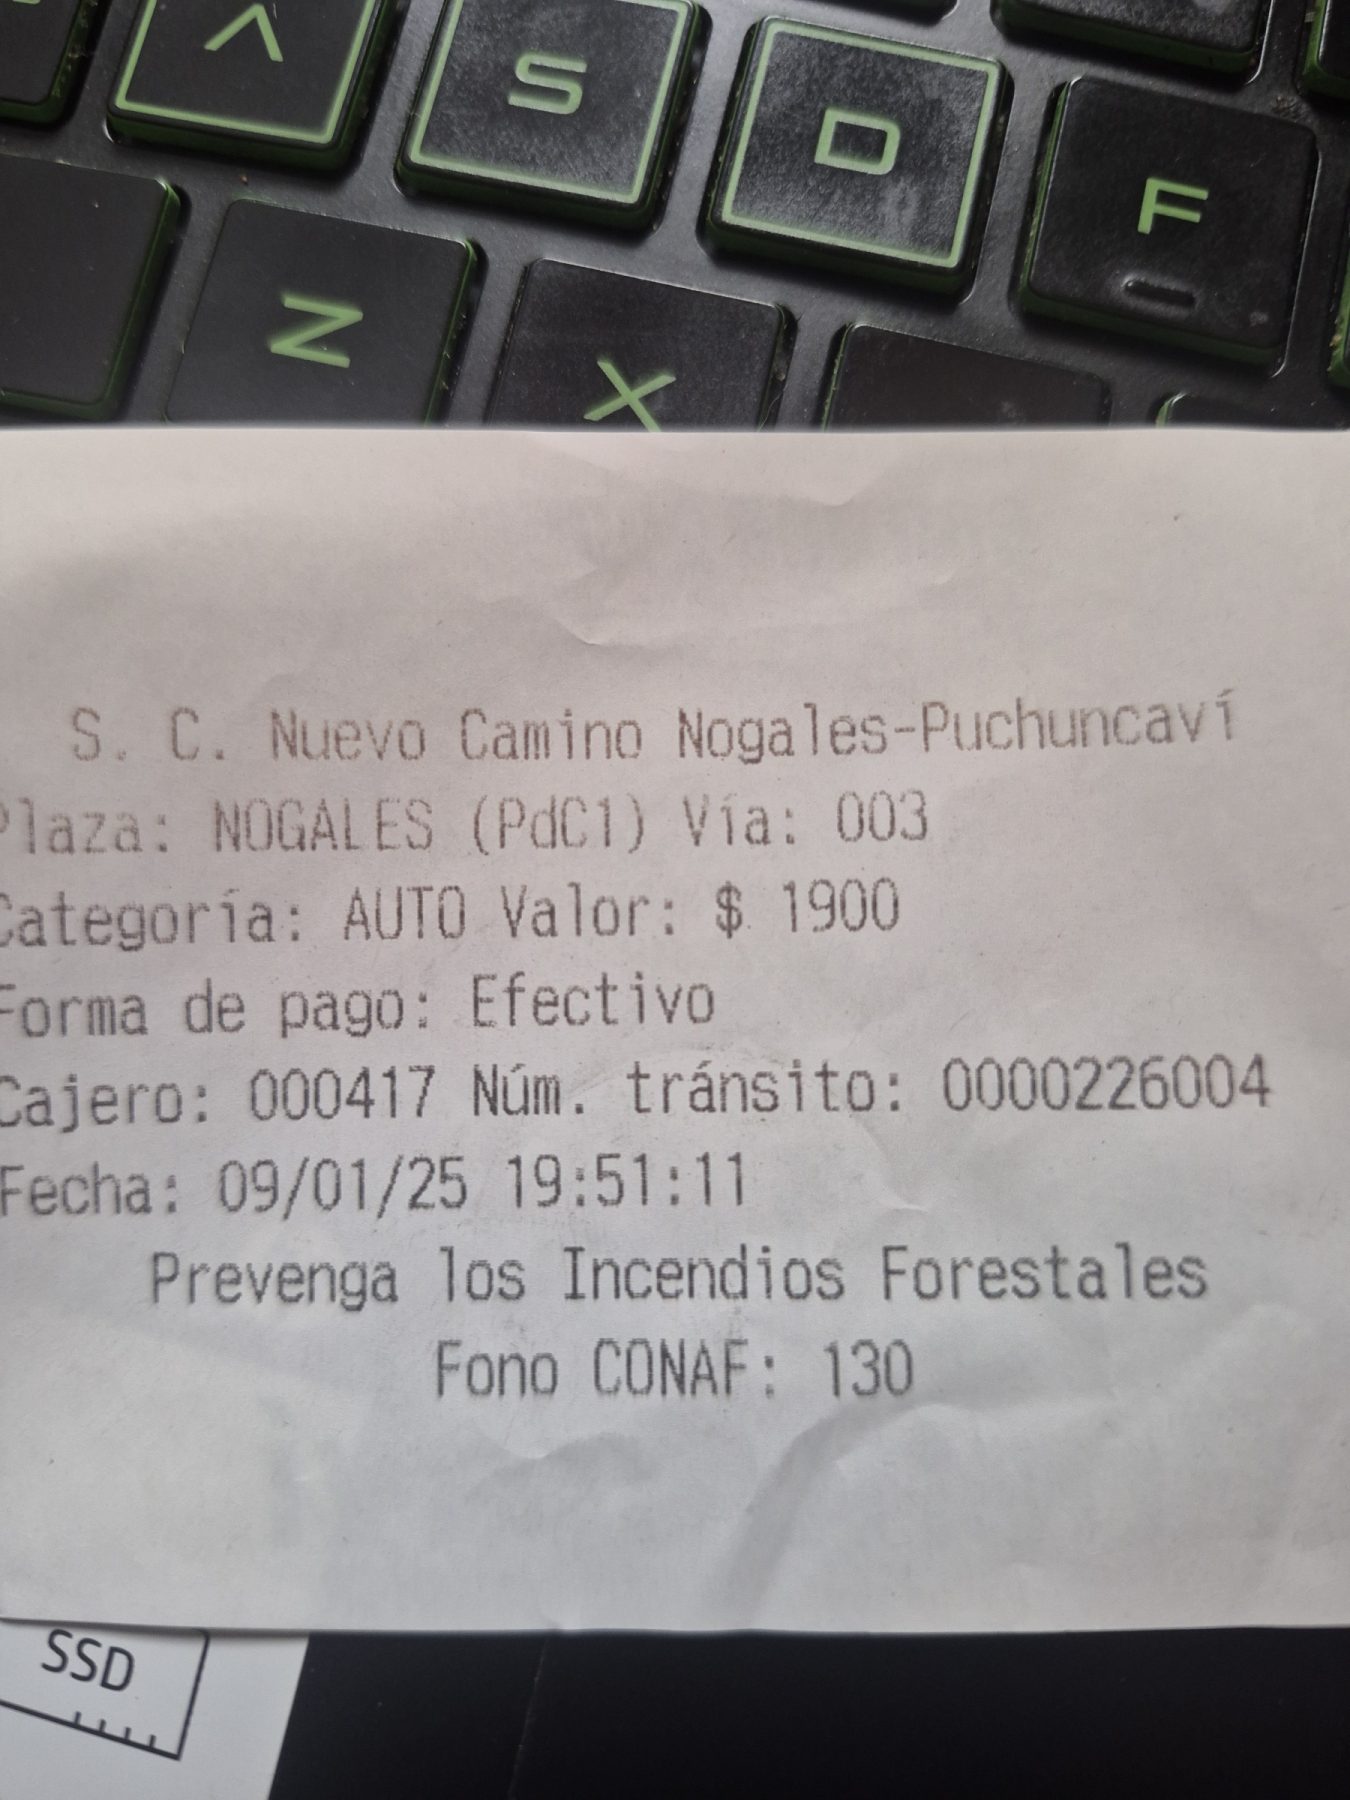 A
S
D
F
Z
X
S. C. Nuevo Camino Nogales-Puchuncaví
Plaza: NOGALES (PdC1) Vía: 003
Categoría: AUTO Valor: $ 1900
Forma de pago: Efectivo
Cajero: 000417 Núm. tránsito: 0000226004
Fecha: 09/01/25 19:51:11
Prevenga los Incendios Forestales
Fono CONAF: 130
SSD